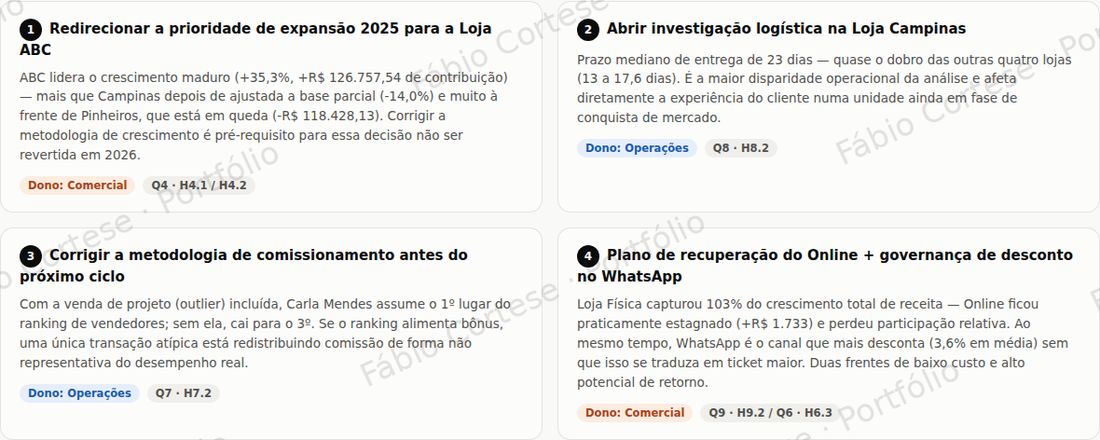 1 Redirecionar a prioridade de expansão 2025 para a Loja
ABC
ABC lidera o crescimento maduro (+35,3%, +R$ 126.757,54 de contribuição)
— mais que Campinas depois de ajustada a base parcial (-14,0%) e muito à
frente de Pinheiros, que está em queda (-R$ 118.428,13). Corrigir a
metodologia de crescimento é pré-requisito para essa decisão não ser
revertida em 2026.
Dono: Comercial Q4 · H4.1 / H4.2
2 Abrir investigação logística na Loja Campinas
Prazo mediano de entrega de 23 dias — quase o dobro das outras quatro lojas
(13 a 17,6 dias). É a maior disparidade operacional da análise e afeta
diretamente a experiência do cliente numa unidade ainda em fase de
conquista de mercado.
Dono: Operações Q8 · H8.2
3 Corrigir a metodologia de comissionamento antes do
próximo ciclo
Com a venda de projeto (outlier) incluída, Carla Mendes assume o 1º lugar do
ranking de vendedores; sem ela, cai para o 3º. Se o ranking alimenta bônus,
uma única transação atípica está redistribuindo comissão de forma não
representativa do desempenho real.
Dono: Operações Q7 · H7.2
4 Plano de recuperação do Online + governança de desconto
no WhatsApp
Loja Física capturou 103% do crescimento total de receita — Online ficou
praticamente estagnado (+R$ 1.733) e perdeu participação relativa. Ao
mesmo tempo, WhatsApp é o canal que mais desconta (3,6% em média) sem
que isso se traduza em ticket maior. Duas frentes de baixo custo e alto
potencial de retorno.
Dono: Comercial Q9 · H9.2 / Q6 · H6.3
Fábio Cortese
Fábio Cortese
Cortese · Portfólio
Fábio Cortese · Portfólio
· Portfólio